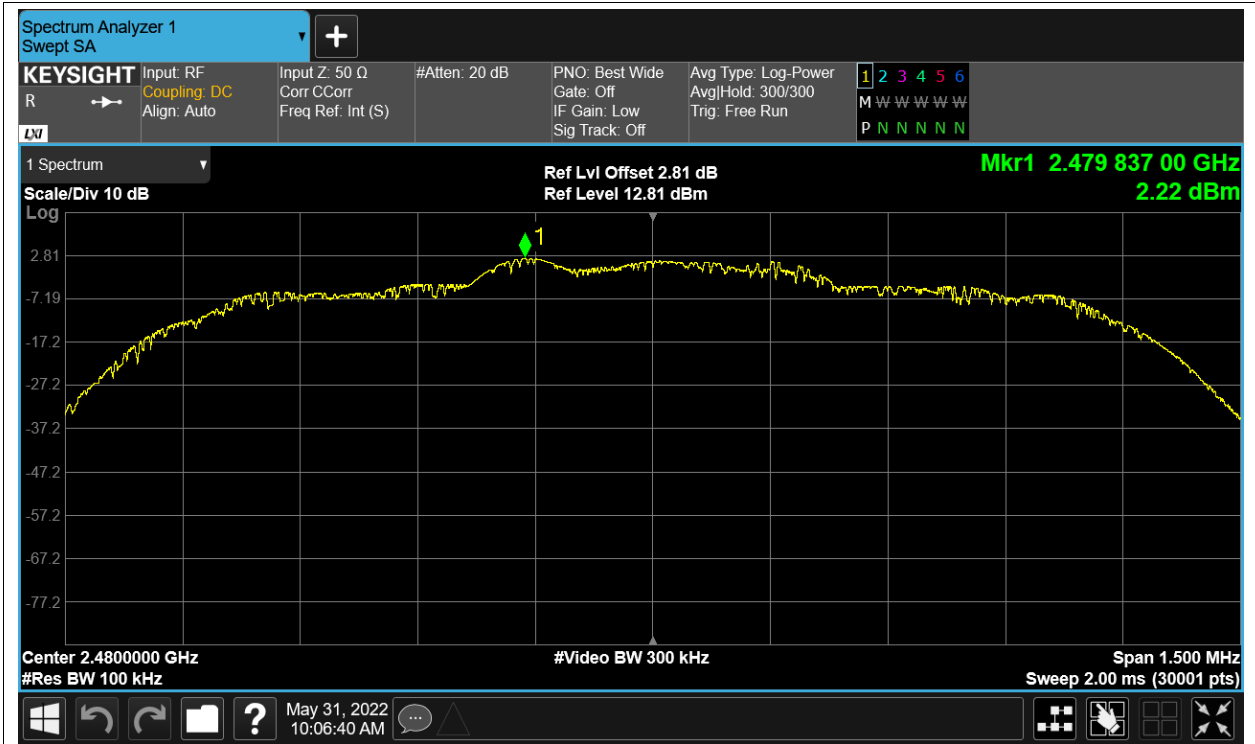 Spectrum Analyzer 1
Swept SA
KEYSIGHT
R
LXI
Input: RF
Coupling: DC
Align: Auto
Input Z: 50 Ω
Corr CCorr
Freq Ref: Int (S)
#Atten: 20 dB
PNO: Best Wide
Gate: Off
IF Gain: Low
Sig Track: Off
Avg Type: Log-Power
Avg|Hold: 300/300
Trig: Free Run
1 2 3 4 5 6
M W W W W W
P N N N N N
1 Spectrum
Scale/Div 10 dB
Log
Ref Lvl Offset 2.81 dB
Ref Level 12.81 dBm
Mkr1 2.479 837 00 GHz
2.22 dBm
1
2.81
-7.19
-17.2
-27.2
-37.2
-47.2
-57.2
-67.2
-77.2
Center 2.4800000 GHz
#Res BW 100 kHz
#Video BW 300 kHz
Span 1.500 MHz
Sweep 2.00 ms (30001 pts)
?
May 31, 2022
10:06:40 AM